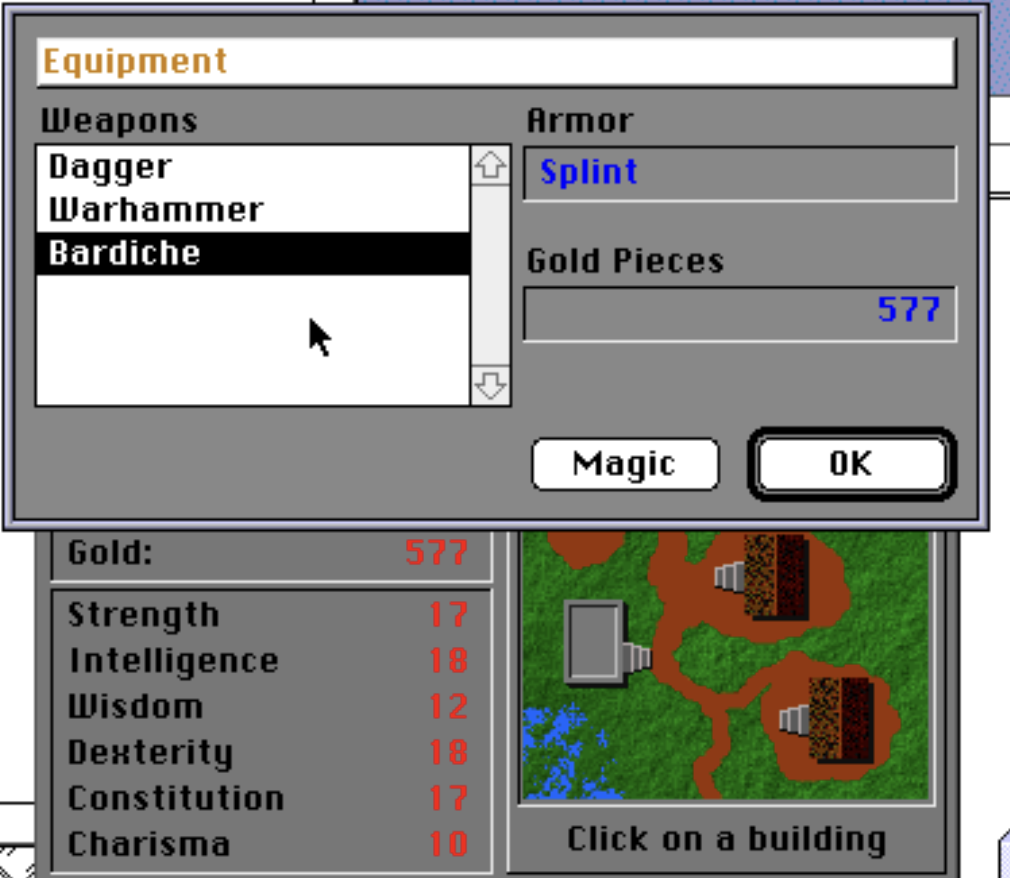 Equipment
Weapons
Dagger
Warhammer
Bardiche
Armor
Splint
Gold Pieces
577
Magic
OK
Gold: 577
Strength 17
Intelligence 18
Wisdom 12
Dexterity 18
Constitution 17
Charisma 10
Click on a building